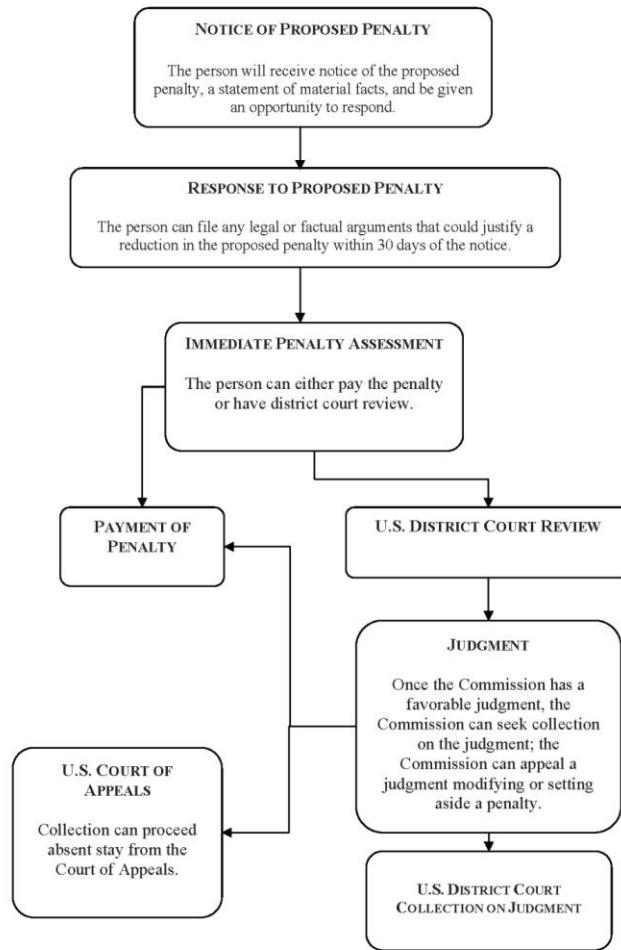 NOTICE OF PROPOSED PENALTY
The person will receive notice of the proposed
penalty, a statement of material facts, and be given
an opportunity to respond.
RESPONSE TO PROPOSED PENALTY
The person can file any legal or factual arguments that could justify a
reduction in the proposed penalty within 30 days of the notice.
IMMEDIATE PENALTY ASSESSMENT
The person can either pay the penalty
or have district court review.
PAYMENT OF
PENALTY
U.S. DISTRICT COURT REVIEW
JUDGMENT
Once the Commission has a
favorable judgment, the
Commission can seek collection
on the judgment; the
Commission can appeal a
judgment modifying or setting
aside a penalty.
U.S. COURT OF
APPEALS
Collection can proceed
absent stay from the
Court of Appeals.
U.S. DISTRICT COURT
COLLECTION ON JUDGMENT